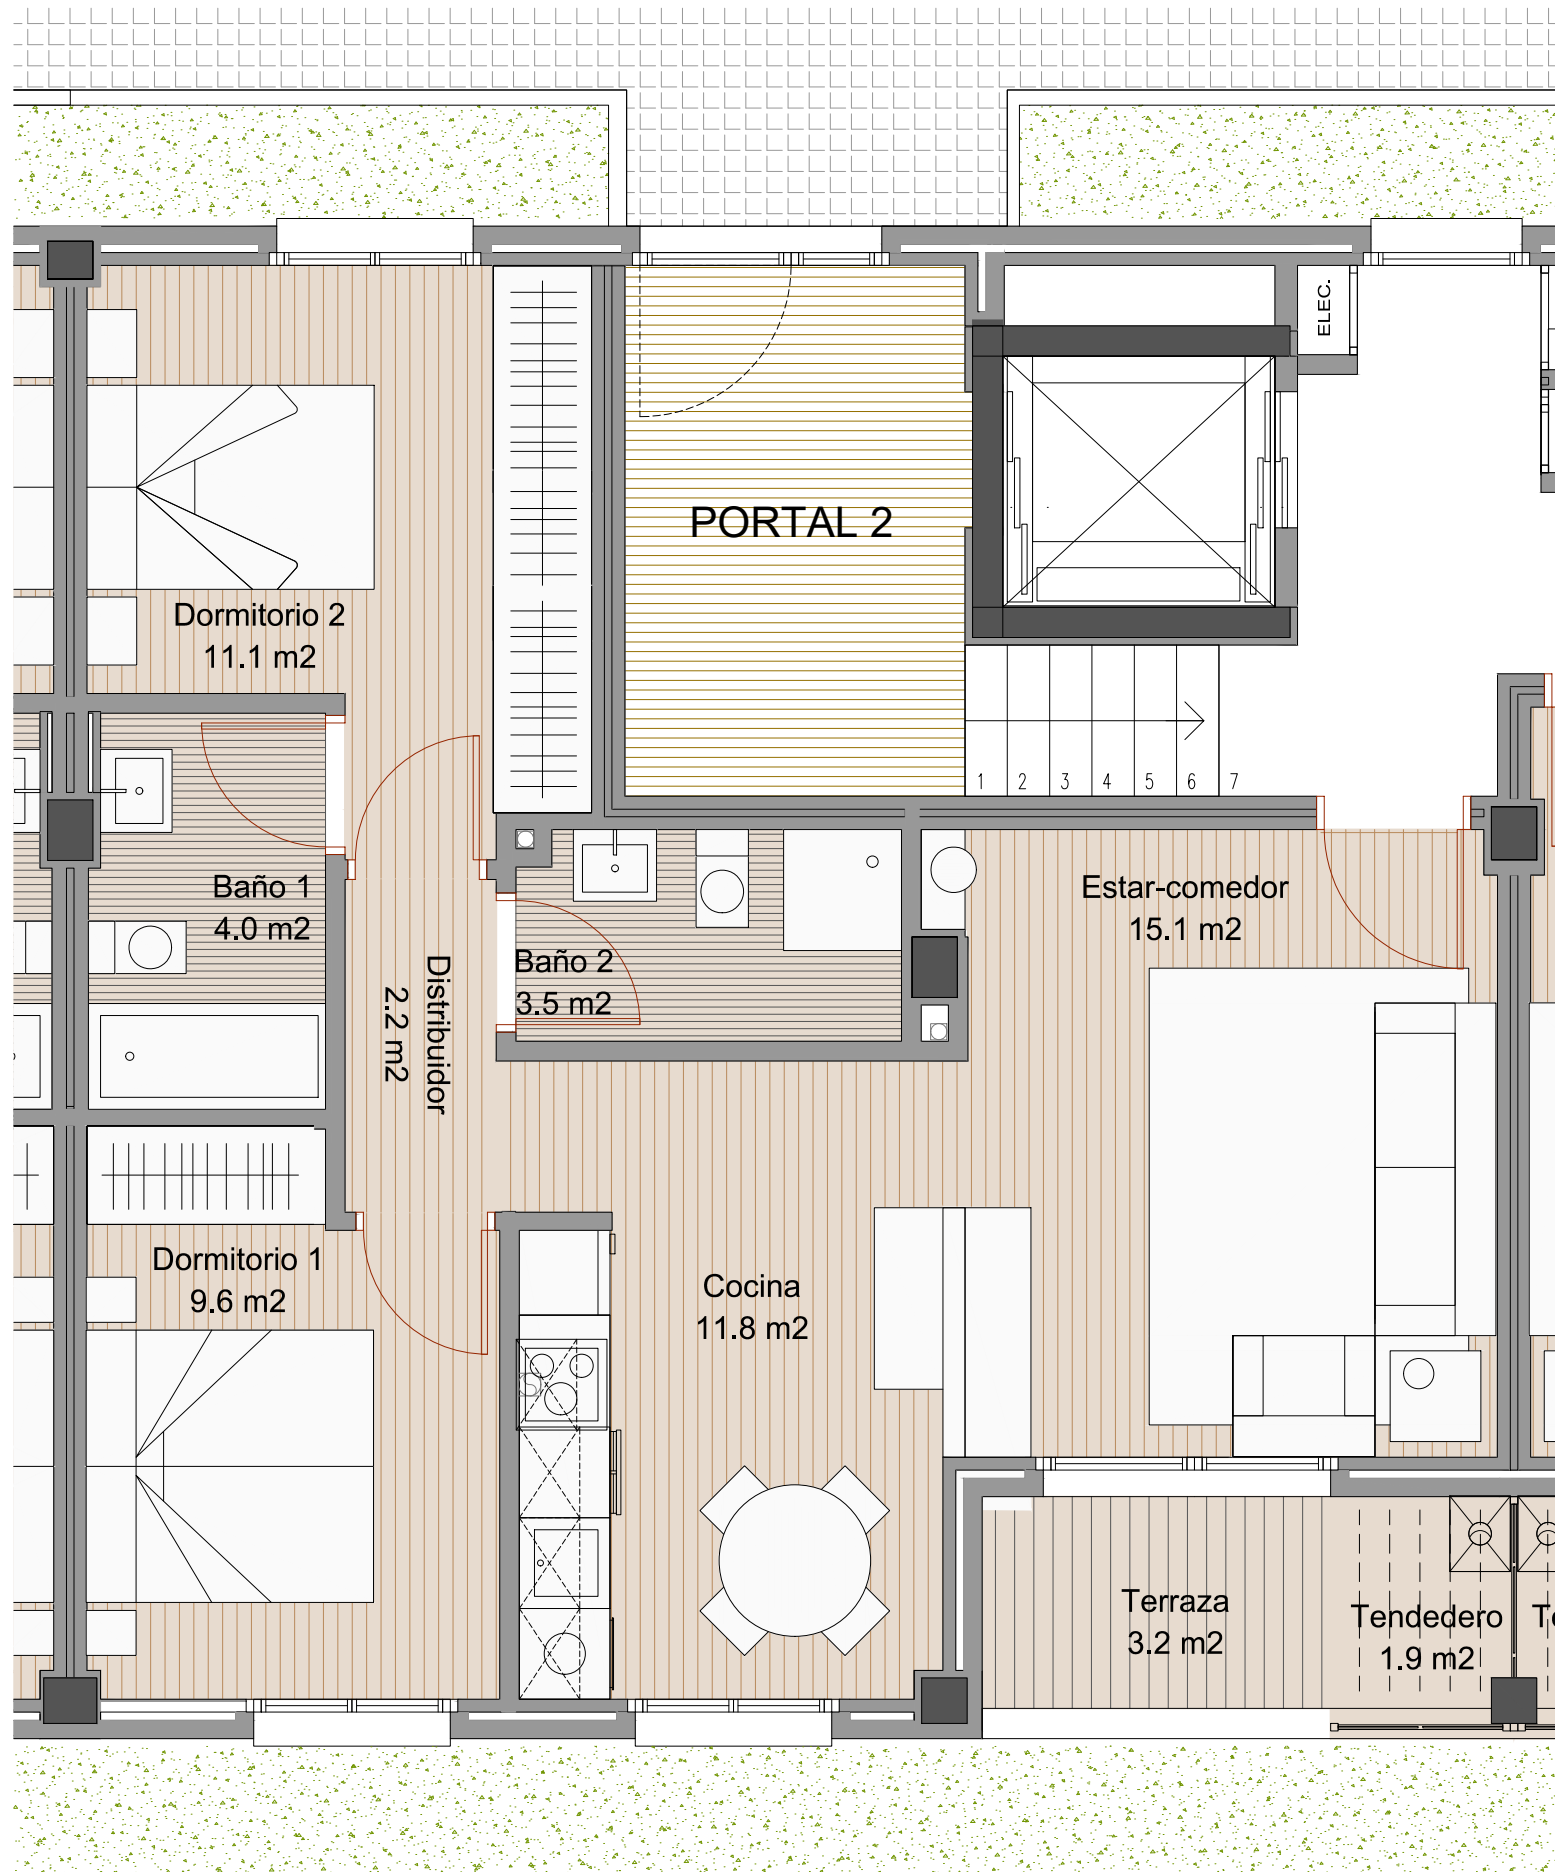 ELEC.
PORTAL 2
Dormitorio 2
11.1 m2
1 2 3 4 5 6 7
Baño 1
4.0 m2
Estar-comedor
15.1 m2
Distribuidor
2.2 m2
Baño 2
3.5 m2
Dormitorio 1
9.6 m2
Cocina
11.8 m2
S
Terraza
3.2 m2
Tendedero
1.9 m2